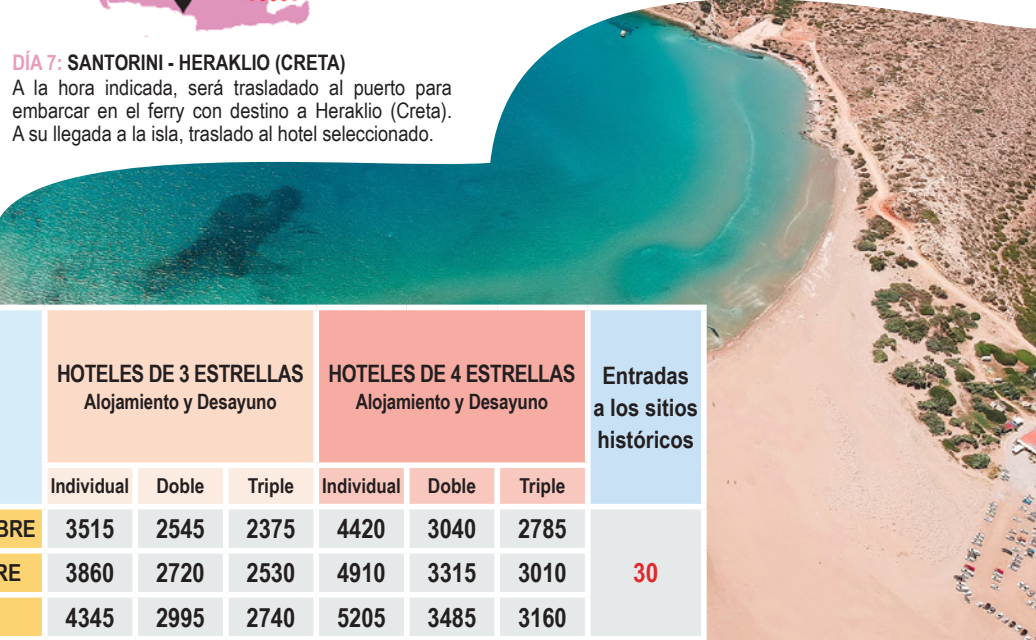 DÍA 7: SANTORINI - HERAKLIO (CRETA)
A la hora indicada, será trasladado al puerto para
embarcar en el ferry con destino a Heraklio (Creta).
A su llegada a la isla, traslado al hotel seleccionado.
HOTELES DE 3 ESTRELLAS HOTELES DE 4 ESTRELLAS
Alojamiento y Desayuno Alojamiento y Desayuno
Entradas
a los sitios
históricos
Individual Doble Triple Individual Doble Triple
BRE 3515 2545 2375 4420 3040 2785
RE 3860 2720 2530 4910 3315 3010 30
4345 2995 2740 5205 3485 3160